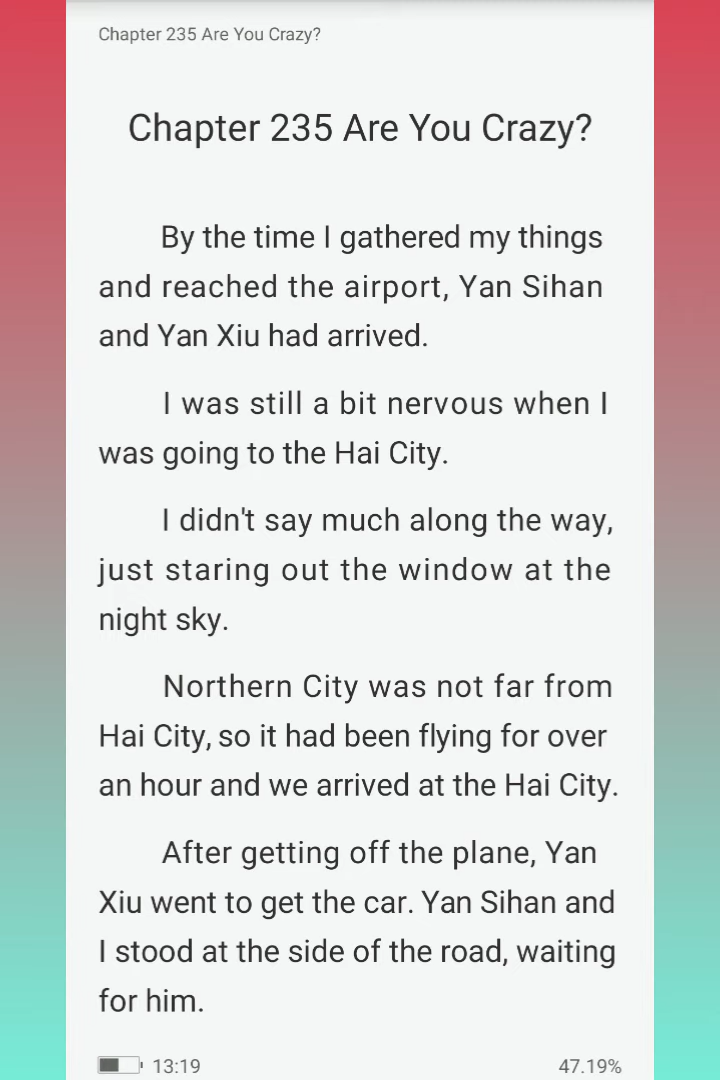 Chapter 235 Are You Crazy?
Chapter 235 Are You Crazy?
By the time I gathered my things
and reached the airport, Yan Sihan
and Yan Xiu had arrived.
I was still a bit nervous when I
was going to the Hai City.
I didn't say much along the way,
just staring out the window at the
night sky.
Northern City was not far from
Hai City, so it had been flying for over
an hour and we arrived at the Hai City.
After getting off the plane, Yan
Xiu went to get the car. Yan Sihan and
I stood at the side of the road, waiting
for him.
13:19 47.19%